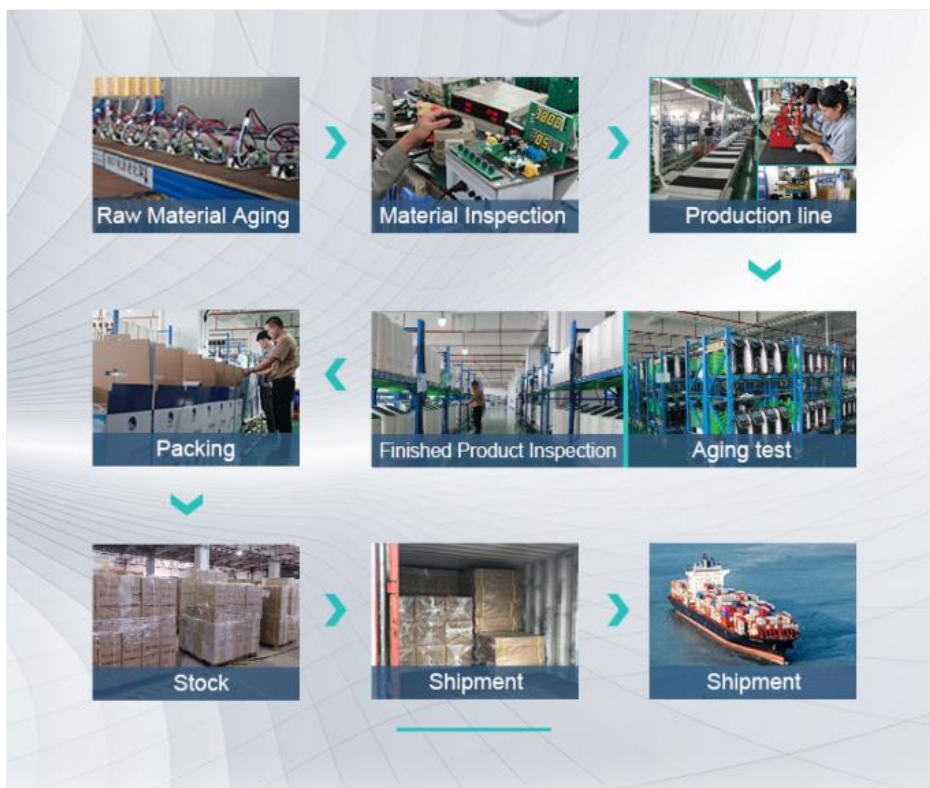 Raw Material Aging
Material Inspection
Production line
Aging test
Finished Product Inspection
Packing
Stock
Shipment
Shipment